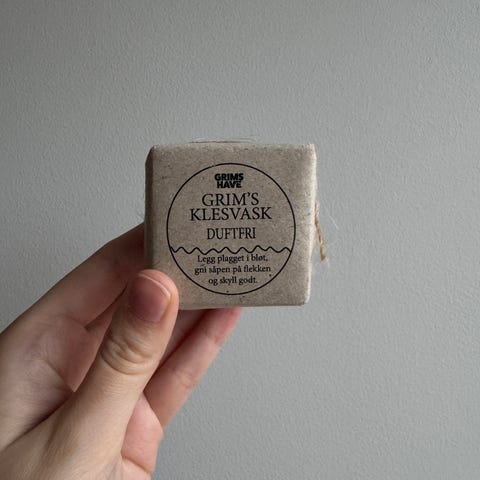 GRIMS
HAVE
GRIM'S
KLESVASK
DUFTFRI
Legg plagget i bløt,
gni såpen på flekken
og skyll godt.